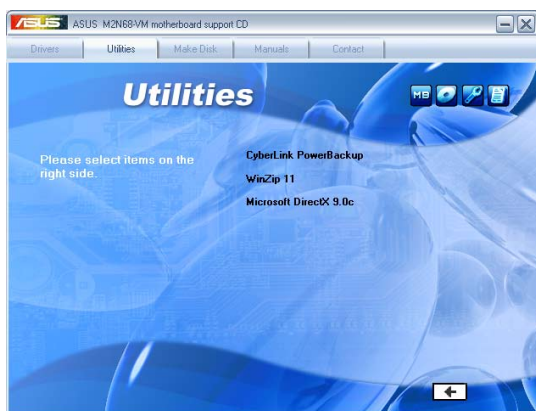 ASUS M2N68-VM motherboard support CD
Drivers
Utilities
Make Disk
Manuals
Contact
Utilities
MB
Please select items on the
right side.
CyberLink PowerBackup
WinZip 11
Microsoft DirectX 9.0c